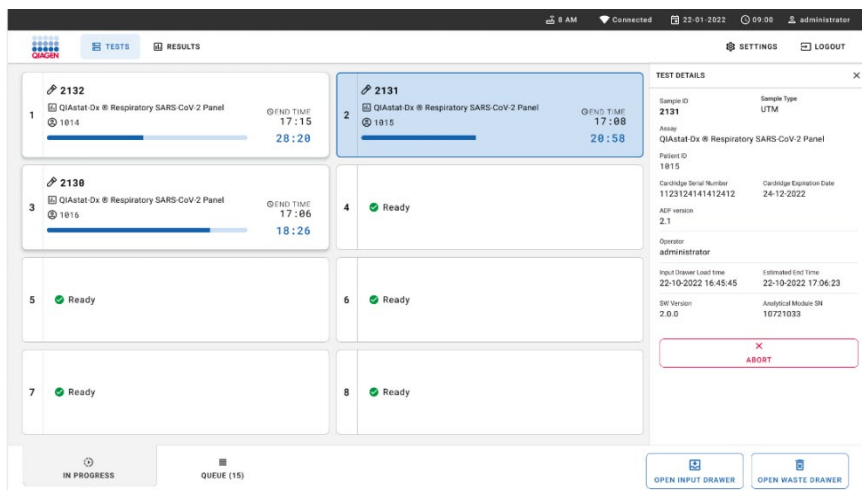 8 AM Connected 22-01-2022 09:00 administrator
QIAGEN TESTS RESULTS SETTINGS LOGOUT
1
2132
QIAstat-Dx ® Respiratory SARS-CoV-2 Panel
1014
END TIME
17:15
28:20
2
2131
QIAstat-Dx ® Respiratory SARS-CoV-2 Panel
1015
END TIME
17:08
20:58
3
2130
QIAstat-Dx ® Respiratory SARS-CoV-2 Panel
1016
END TIME
17:06
18:26
4 Ready
5 Ready
6 Ready
7 Ready
8 Ready
TEST DETAILS
Sample ID Sample Type
2131 UTM
Assay
QIAstat-Dx ® Respiratory SARS-CoV-2 Panel
Patient ID
1015
Cardridge Serial Number Cardridge Expiration Date
1123124141412412 24-12-2022
ADF version
2.1
Operator
administrator
Input Drawer Load time Estimated End Time
22-10-2022 16:45:45 22-10-2022 17:06:23
SW Version Analytical Module SN
2.0.0 10721033
ABORT
IN PROGRESS QUEUE (15) OPEN INPUT DRAWER OPEN WASTE DRAWER